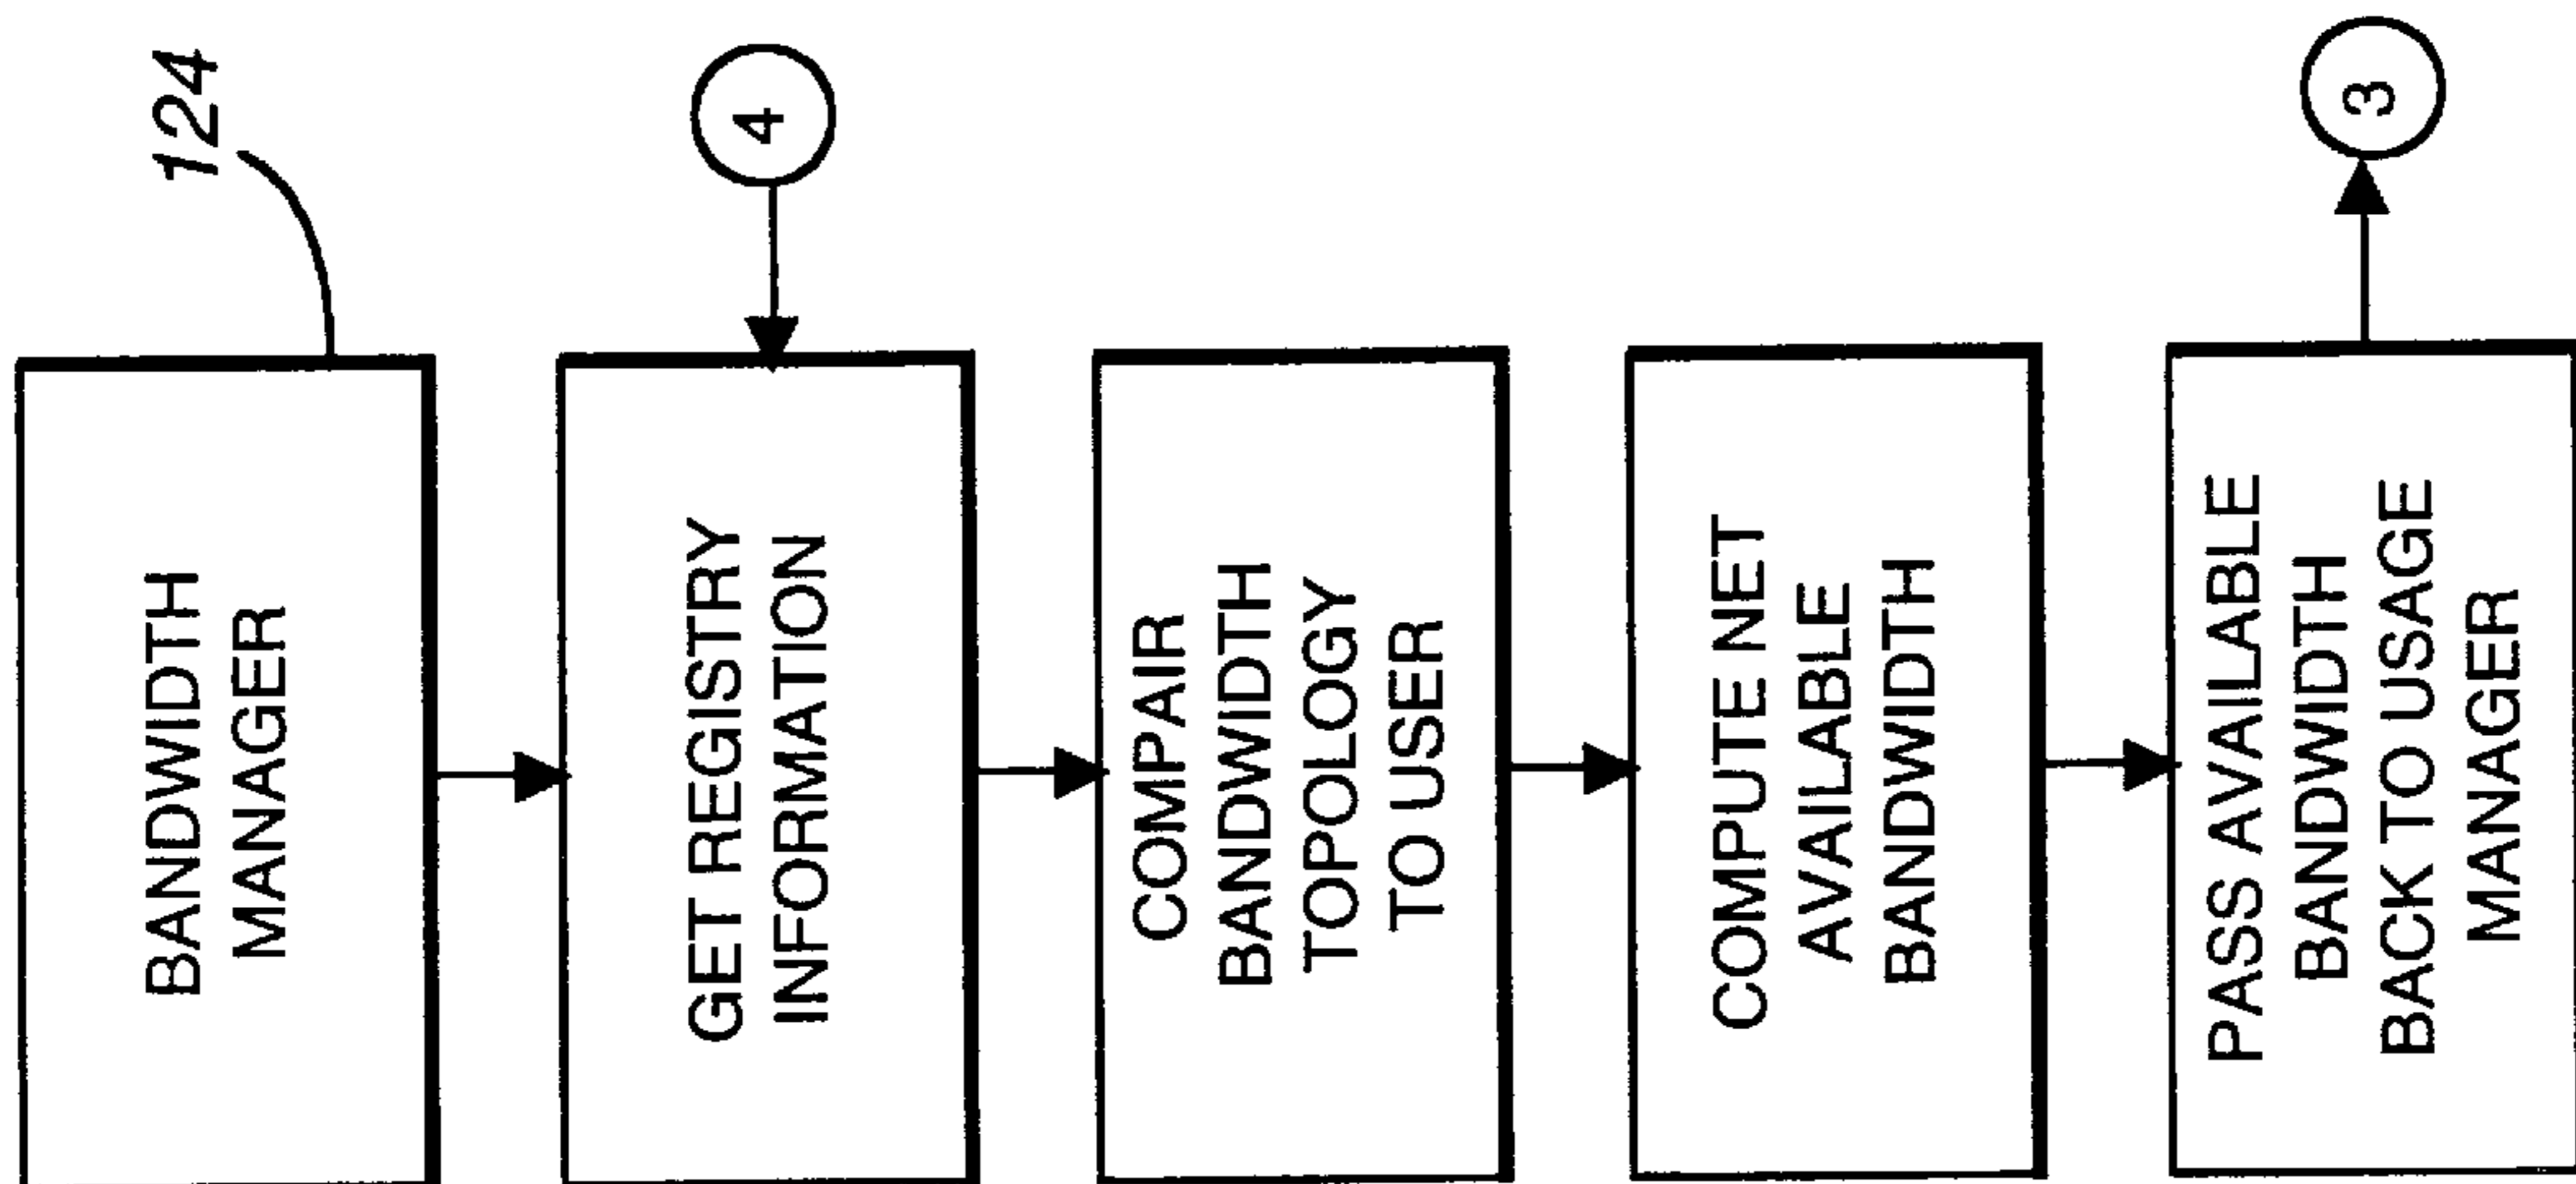 124
BANDWIDTH
MANAGER
4
GET REGISTRY
INFORMATION
COMPAIR
BANDWIDTH
TOPOLOGY
TO USER
COMPUTE NET
AVAILABLE
BANDWIDTH
PASS AVAILABLE
BANDWIDTH
BACK TO USAGE
MANAGER
3